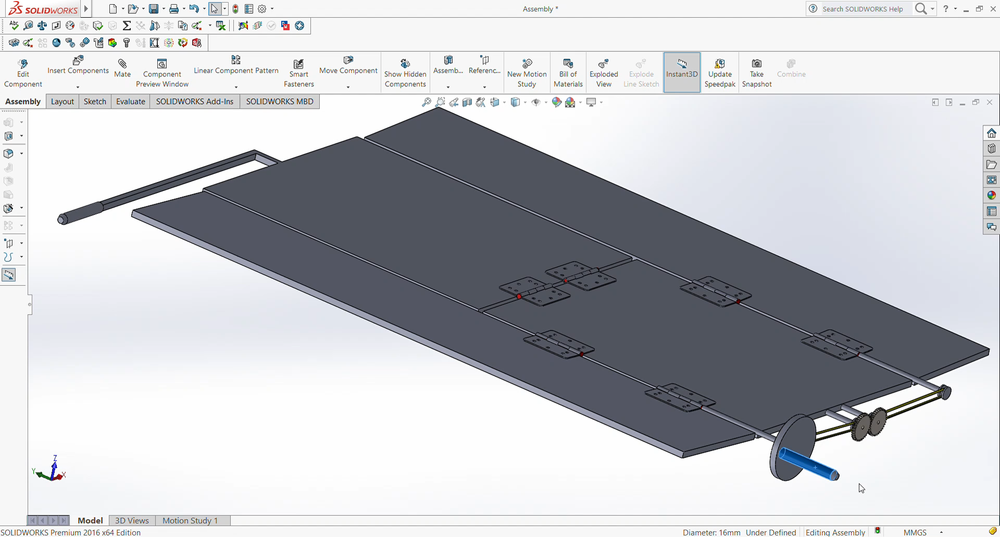 SOLIDWORKS
Assembly *
Search SOLIDWORKS Help
Edit Component
Insert Components
Mate
Component Preview Window
Linear Component Pattern
Smart Fasteners
Move Component
Show Hidden Components
Assemb...
Referenc...
New Motion Study
Bill of Materials
Exploded View
Explode Line Sketch
Instant3D
Update Speedpak
Take Snapshot
Combine
Assembly
Layout
Sketch
Evaluate
SOLIDWORKS Add-Ins
SOLIDWORKS MBD
Z
Y
X
Model
3D Views
Motion Study 1
SOLIDWORKS Premium 2016 x64 Edition
Diameter: 16mm
Under Defined
Editing Assembly
MMGS